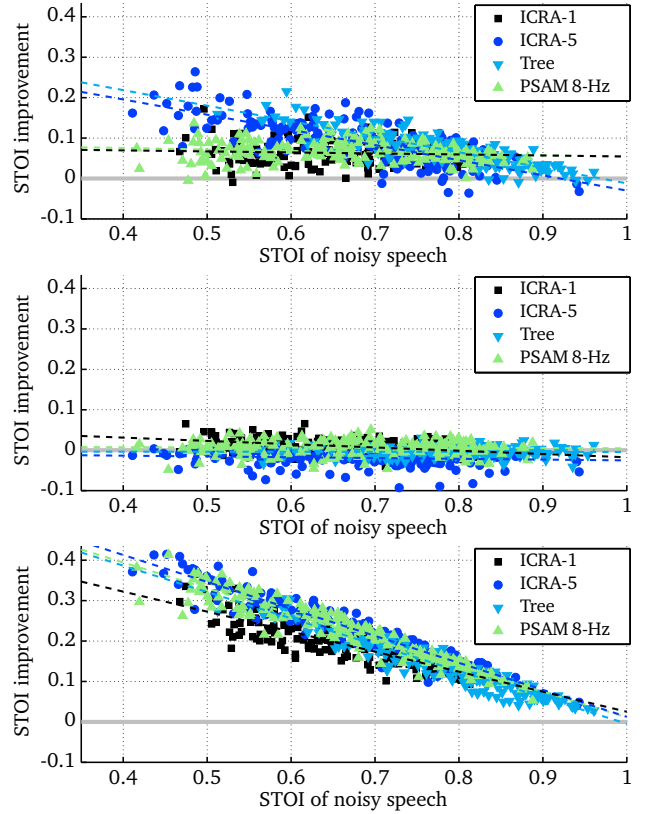 0.4
0.3
0.2
0.1
0
-0.1
STOI improvement
ICRA-1
ICRA-5
Tree
PSAM 8-Hz
0.4 0.5 0.6 0.7 0.8 0.9 1
STOI of noisy speech
0.4
0.3
0.2
0.1
0
-0.1
STOI improvement
ICRA-1
ICRA-5
Tree
PSAM 8-Hz
0.4 0.5 0.6 0.7 0.8 0.9 1
STOI of noisy speech
0.4
0.3
0.2
0.1
0
-0.1
STOI improvement
ICRA-1
ICRA-5
Tree
PSAM 8-Hz
0.4 0.5 0.6 0.7 0.8 0.9 1
STOI of noisy speech